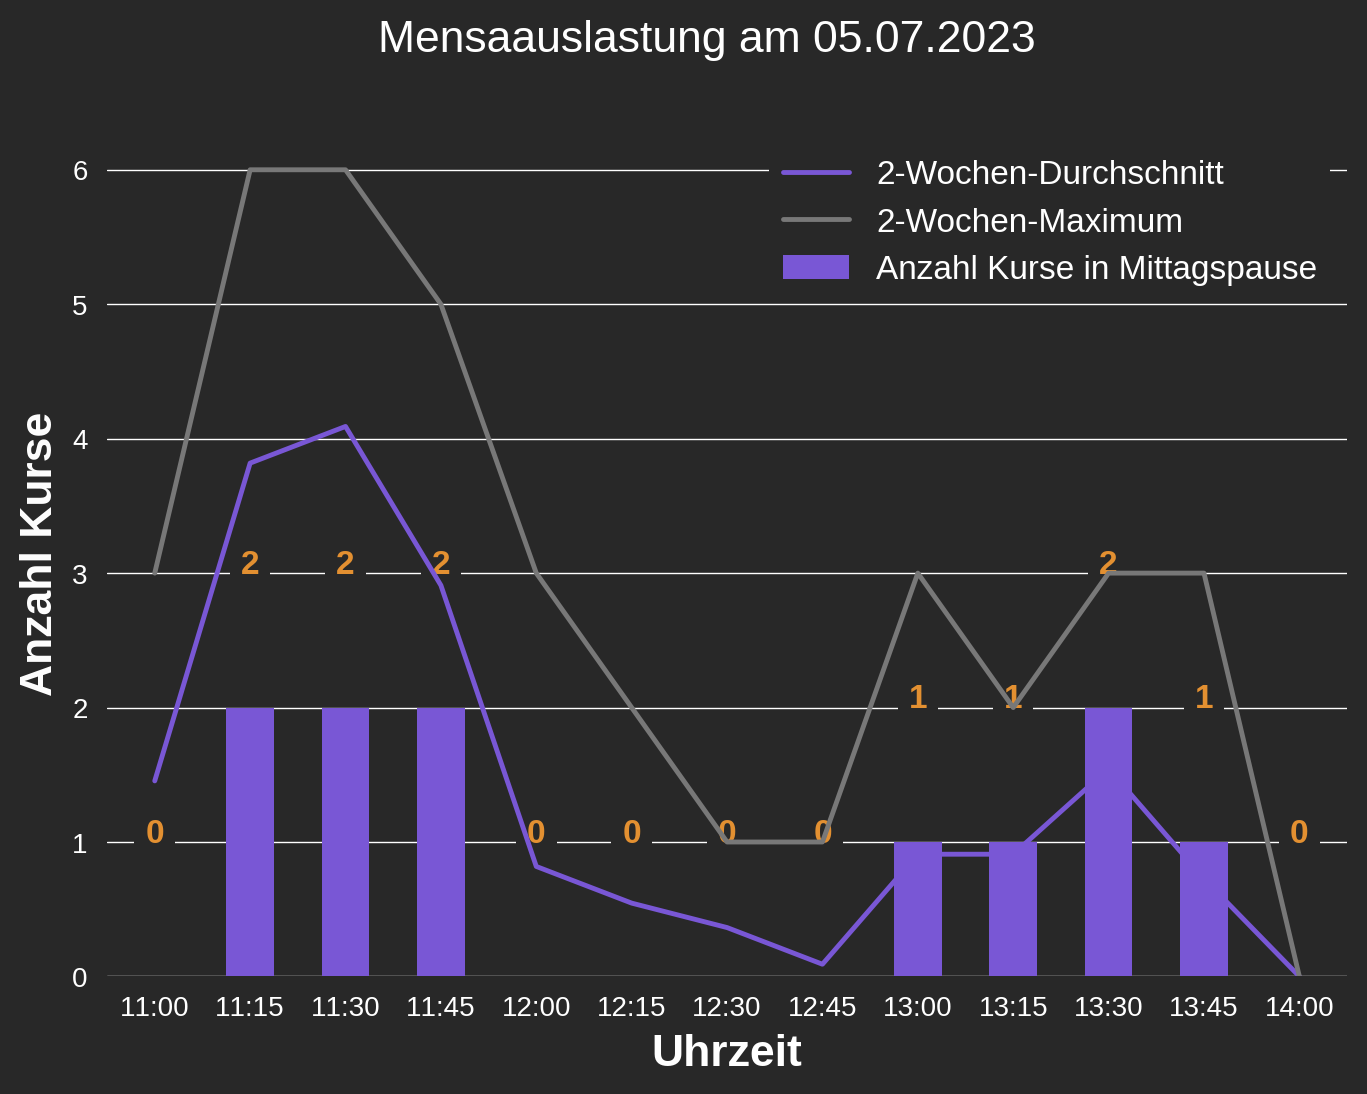 Mensaauslastung am 05.07.2023
2-Wochen-Durchschnitt
2-Wochen-Maximum
Anzahl Kurse in Mittagspause
Anzahl Kurse
6
5
4
3
2
1
0
2 2 2 2
1 1 1
0 0 0 0 0 0
11:00 11:15 11:30 11:45 12:00 12:15 12:30 12:45 13:00 13:15 13:30 13:45 14:00
Uhrzeit